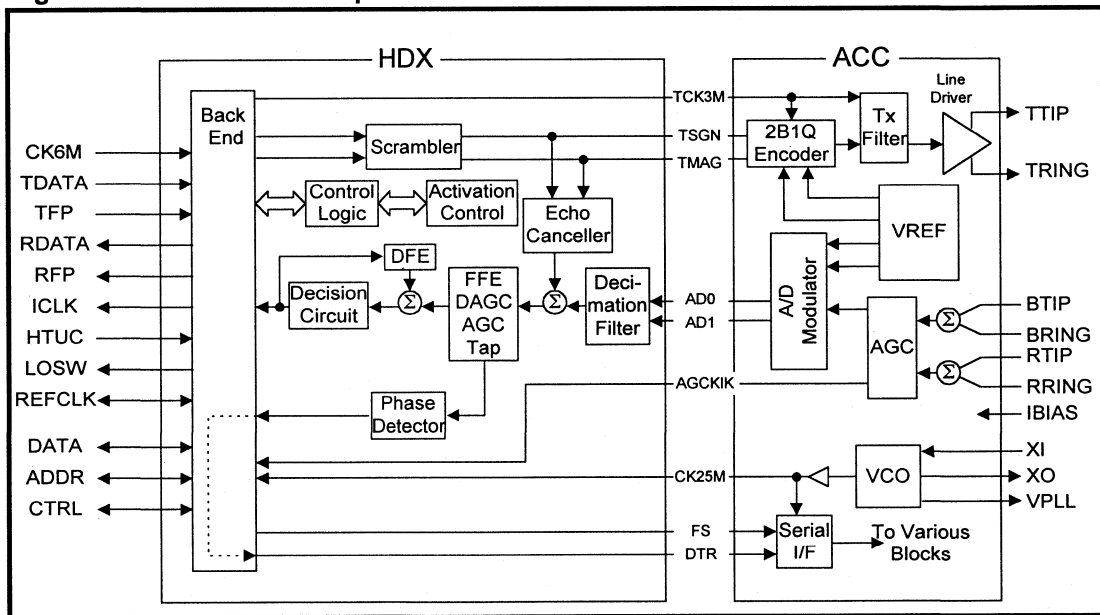 HDX
ACC
Back
End
CK6M
TDATA
TFP
RDATA
RFP
ICLK
HTUC
LOSW
REFCLK
DATA
ADDR
CTRL
Scrambler
Control
Logic
Activation
Control
Echo
Canceller
DFE
Decision
Circuit
Σ
FFE
DAGC
AGC
Tap
Σ
Deci-
mation
Filter
Phase
Detector
TCK3M
TSGN
TMAG
AD0
AD1
AGCKIK
CK25M
FS
DTR
2B1Q
Encoder
Tx
Filter
Line
Driver
VREF
A/D
Modulator
AGC
Σ
Σ
VCO
Serial
I/F
To Various
Blocks
TTIP
TRING
BTIP
BRING
RTIP
RRING
IBIAS
XI
XO
VPLL